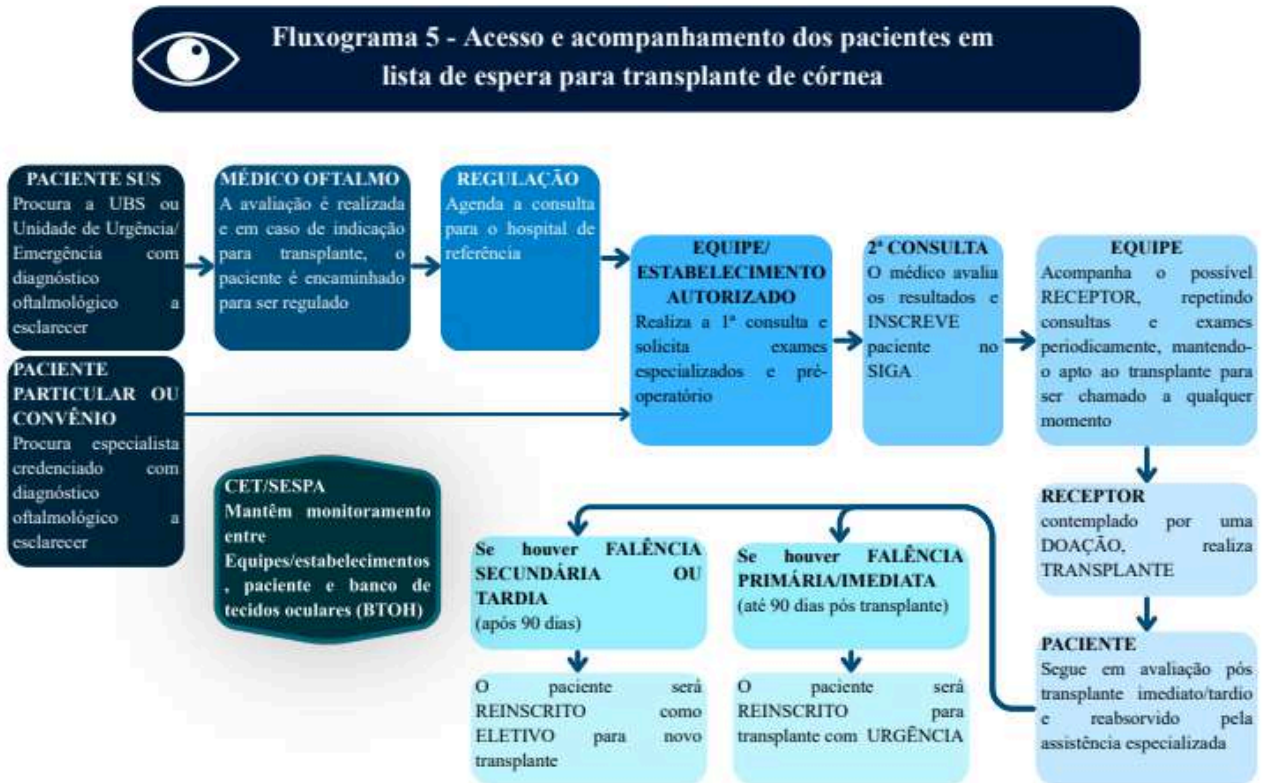 Fluxograma 5 - Acesso e acompanhamento dos pacientes em
lista de espera para transplante de córnea
PACIENTE SUS
Procura a UBS ou
Unidade de Urgência/
Emergência com
diagnóstico
oftalmológico a
esclarecer
MÉDICO OFTALMO
A avaliação é realizada
e em caso de indicação
para transplante, o
paciente é encaminhado
para ser regulado
REGULAÇÃO
Agenda a consulta
para o hospital de
referência
EQUIPE/
ESTABELECIMENTO
AUTORIZADO
Realiza a 1ª consulta e
solicita exames
especializados e pré-
operatório
2ª CONSULTA
O médico avalia
os resultados e
INSCREVE
paciente no
SIGA
EQUIPE
Acompanha o possível
RECEPTOR, repetindo
consultas e exames
periodicamente, mantendo-
o apto ao transplante para
ser chamado a qualquer
momento
PACIENTE
PARTICULAR OU
CONVÊNIO
Procura especialista
credenciado com
diagnóstico
oftalmológico a
esclarecer
CET/SESPA
Mantêm monitoramento
entre
Equipes/estabelecimentos
, paciente e banco de
tecidos oculares (BTOH)
RECEPTOR
contemplado por uma
DOAÇÃO, realiza
TRANSPLANTE
PACIENTE
Segue em avaliação pós
transplante imediato/tardio
e reabsorvido pela
assistência especializada
Se houver FALÊNCIA
PRIMÁRIA/IMEDIATA
(até 90 dias pós transplante)
O paciente será
REINSCRITO para
transplante com URGÊNCIA
Se houver FALÊNCIA
SECUNDÁRIA OU
TARDIA
(após 90 dias)
O paciente será
REINSCRITO como
ELETIVO para novo
transplante